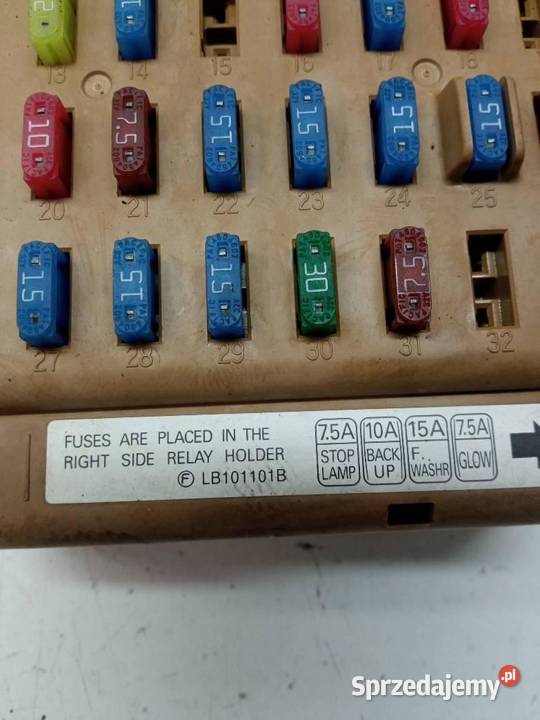 13 14 15 16 17 18
10 7.5 15 15 15 15
20 21 22 23 24 25
15 15 15 30 7.5
27 28 29 30 31 32
FUSES ARE PLACED IN THE
RIGHT SIDE RELAY HOLDER
F LB101101B
7.5A 10A 15A 7.5A
STOP LAMP BACK UP F.. WASHR GLOW
Sprzedajemy.pl